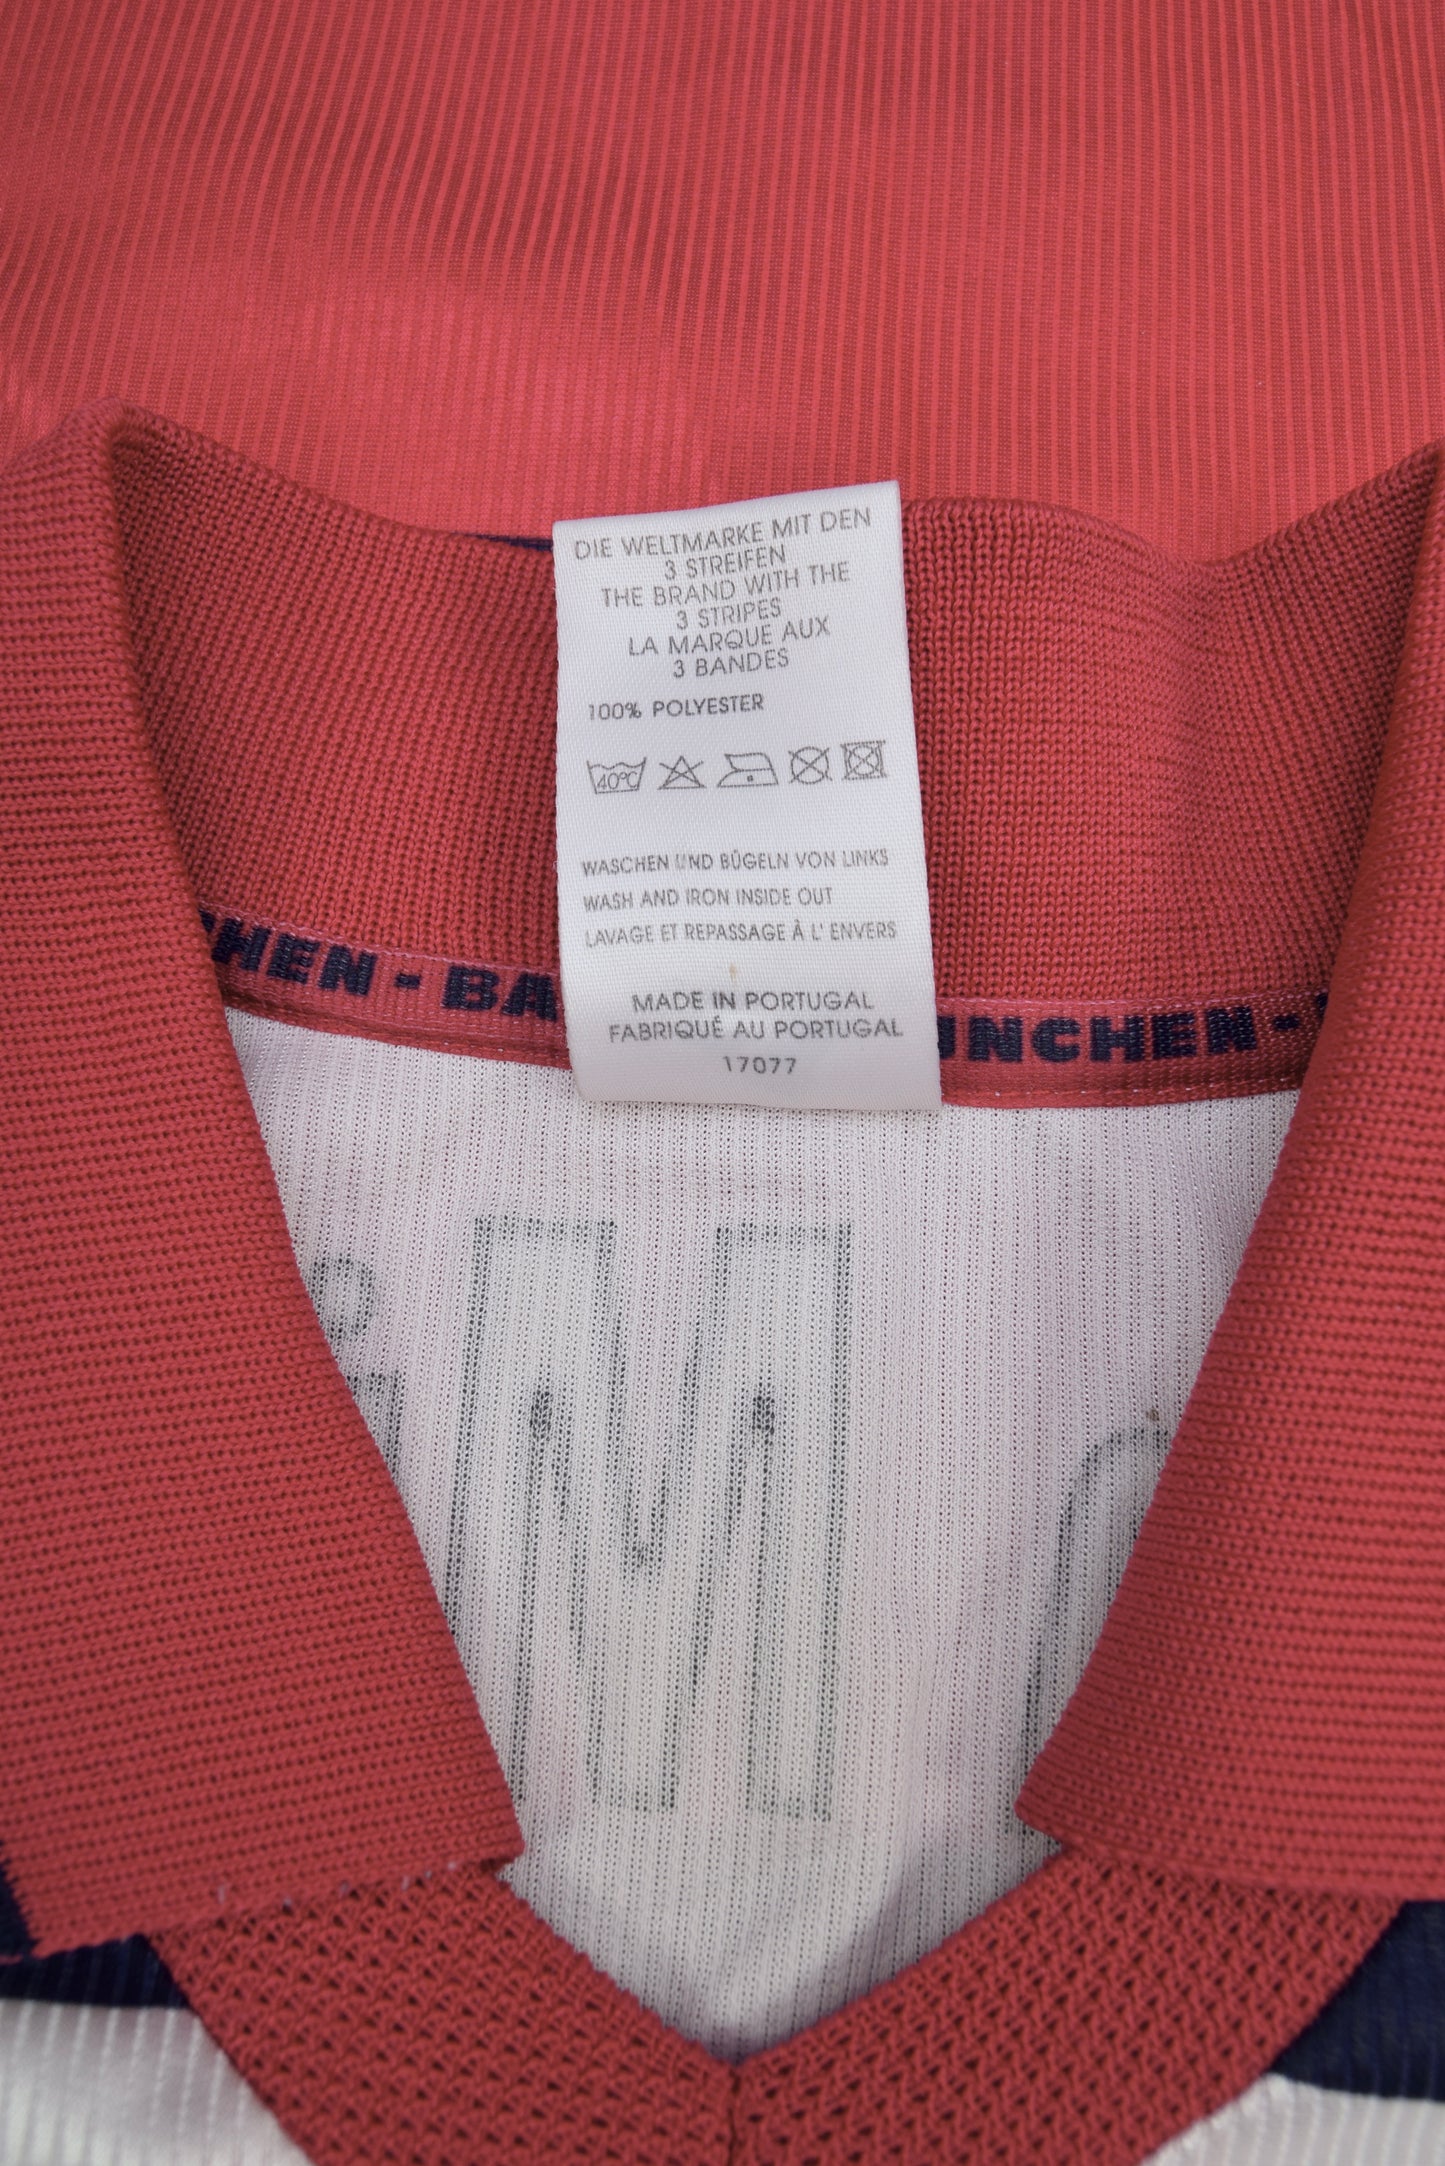 DIE WELTMARKE MIT DEN
3 STREIFEN
THE BRAND WITH THE
3 STRIPES
LA MARQUE AUX
3 BANDES
100% POLYESTER
40°C
WASCHEN UND BÜGELN VON LINKS
WASH AND IRON INSIDE OUT
LAVAGE ET REPASSAGE À L' ENVERS
CHEN - BA UNCHEN -
MADE IN PORTUGAL
FABRIQUÉ AU PORTUGAL
17077
M